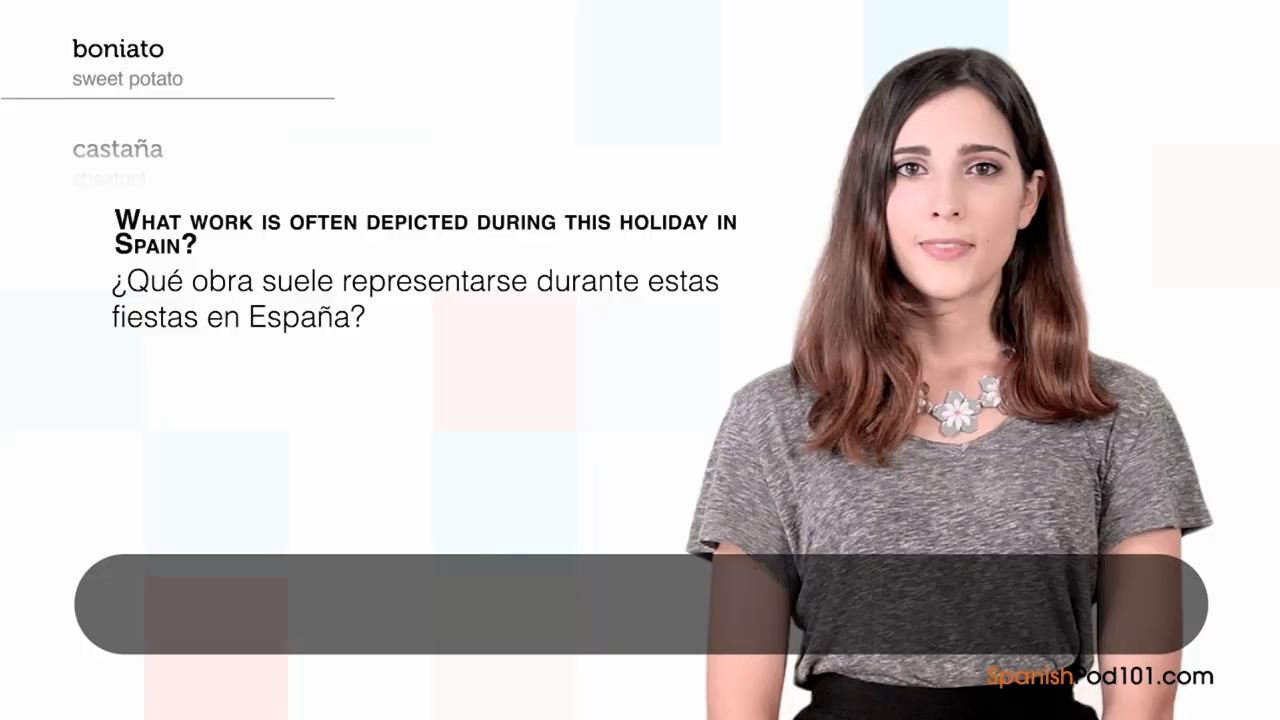 boniato
sweet potato
castaña
chestnut
What work is often depicted during this holiday in
Spain?
¿Qué obra suele representarse durante estas
fiestas en España?
SpanishPod101.com